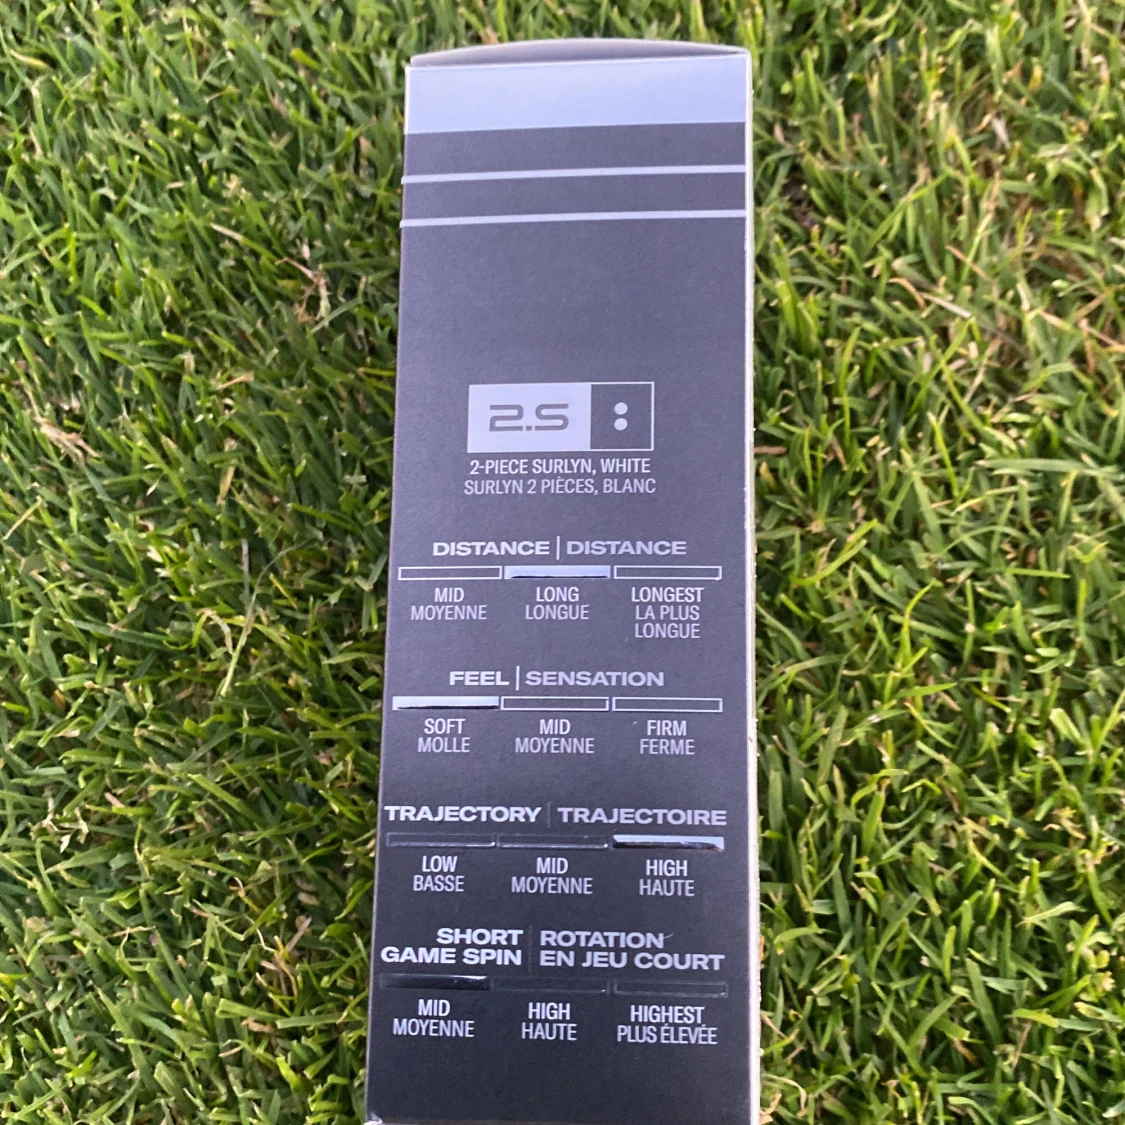 2.S
2-PIECE SURLYN, WHITE
SURLYN 2 PIÈCES, BLANC
DISTANCE | DISTANCE
MID LONG LONGEST
MOYENNE LONGUE LA PLUS
LONGUE
FEEL | SENSATION
SOFT MID FIRM
MOLLE MOYENNE FERME
TRAJECTORY | TRAJECTOIRE
LOW MID HIGH
BASSE MOYENNE HAUTE
SHORT | ROTATION
GAME SPIN | EN JEU COURT
MID HIGH HIGHEST
MOYENNE HAUTE PLUS ÉLEVÉE